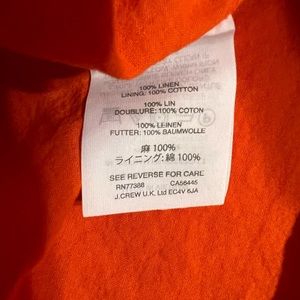 100% LINEN
LINING: 100% COTTON
100% LIN
DOUBLURE: 100% COTON
100% LEINEN
FUTTER: 100% BAUMWOLLE
麻 100%
ライニング: 綿 100%
SEE REVERSE FOR CARE
RN77388 CA56445
J.CREW U.K. Ltd EC4V 6JA